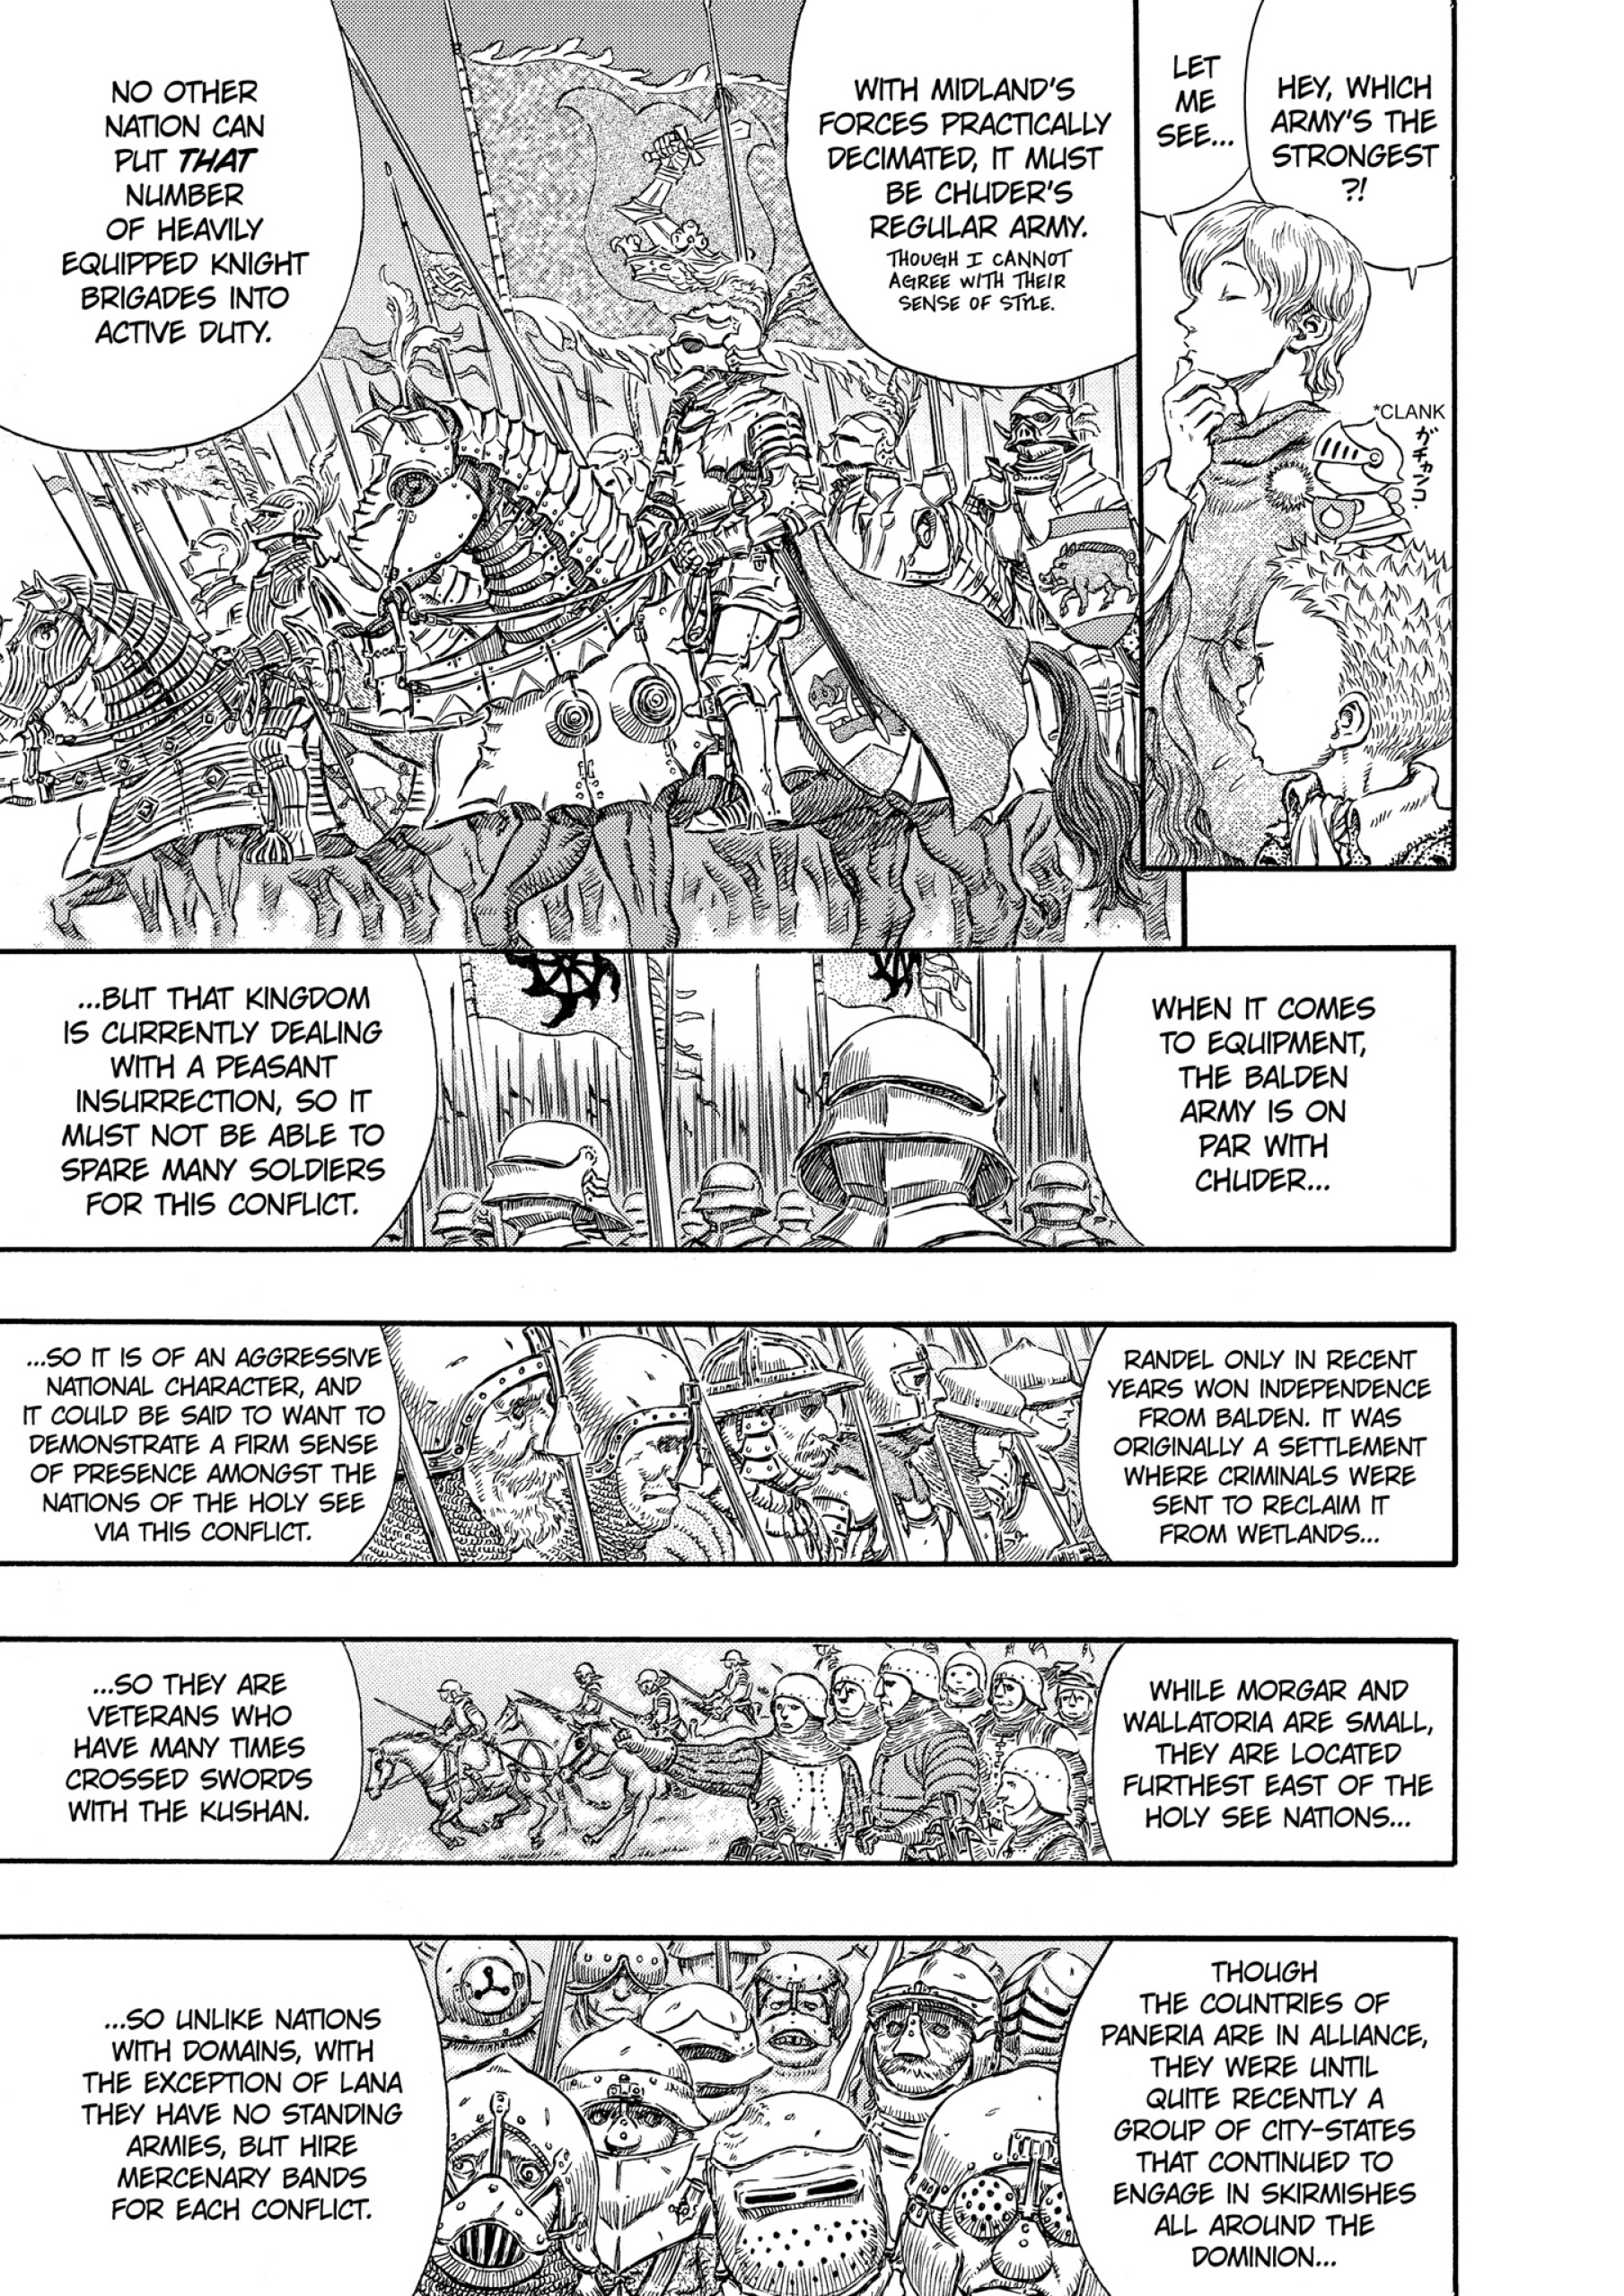 HEY, WHICH
ARMY'S THE
STRONGEST
?!
LET
ME
SEE...
*CLANK
ガチャンコ
WITH MIDLAND'S
FORCES PRACTICALLY
DECIMATED, IT MUST
BE CHUDER'S
REGULAR ARMY.
THOUGH I CANNOT
AGREE WITH THEIR
SENSE OF STYLE.
NO OTHER
NATION CAN
PUT THAT
NUMBER
OF HEAVILY
EQUIPPED KNIGHT
BRIGADES INTO
ACTIVE DUTY.
WHEN IT COMES
TO EQUIPMENT,
THE BALDEN
ARMY IS ON
PAR WITH
CHUDER...
...BUT THAT KINGDOM
IS CURRENTLY DEALING
WITH A PEASANT
INSURRECTION, SO IT
MUST NOT BE ABLE TO
SPARE MANY SOLDIERS
FOR THIS CONFLICT.
RANDEL ONLY IN RECENT
YEARS WON INDEPENDENCE
FROM BALDEN. IT WAS
ORIGINALLY A SETTLEMENT
WHERE CRIMINALS WERE
SENT TO RECLAIM IT
FROM WETLANDS...
...SO IT IS OF AN AGGRESSIVE
NATIONAL CHARACTER, AND
IT COULD BE SAID TO WANT TO
DEMONSTRATE A FIRM SENSE
OF PRESENCE AMONGST THE
NATIONS OF THE HOLY SEE
VIA THIS CONFLICT.
WHILE MORGAR AND
WALLATORIA ARE SMALL,
THEY ARE LOCATED
FURTHEST EAST OF THE
HOLY SEE NATIONS...
...SO THEY ARE
VETERANS WHO
HAVE MANY TIMES
CROSSED SWORDS
WITH THE KUSHAN.
THOUGH
THE COUNTRIES OF
PANERIA ARE IN ALLIANCE,
THEY WERE UNTIL
QUITE RECENTLY A
GROUP OF CITY-STATES
THAT CONTINUED TO
ENGAGE IN SKIRMISHES
ALL AROUND THE
DOMINION...
...SO UNLIKE NATIONS
WITH DOMAINS, WITH
THE EXCEPTION OF LANA
THEY HAVE NO STANDING
ARMIES, BUT HIRE
MERCENARY BANDS
FOR EACH CONFLICT.